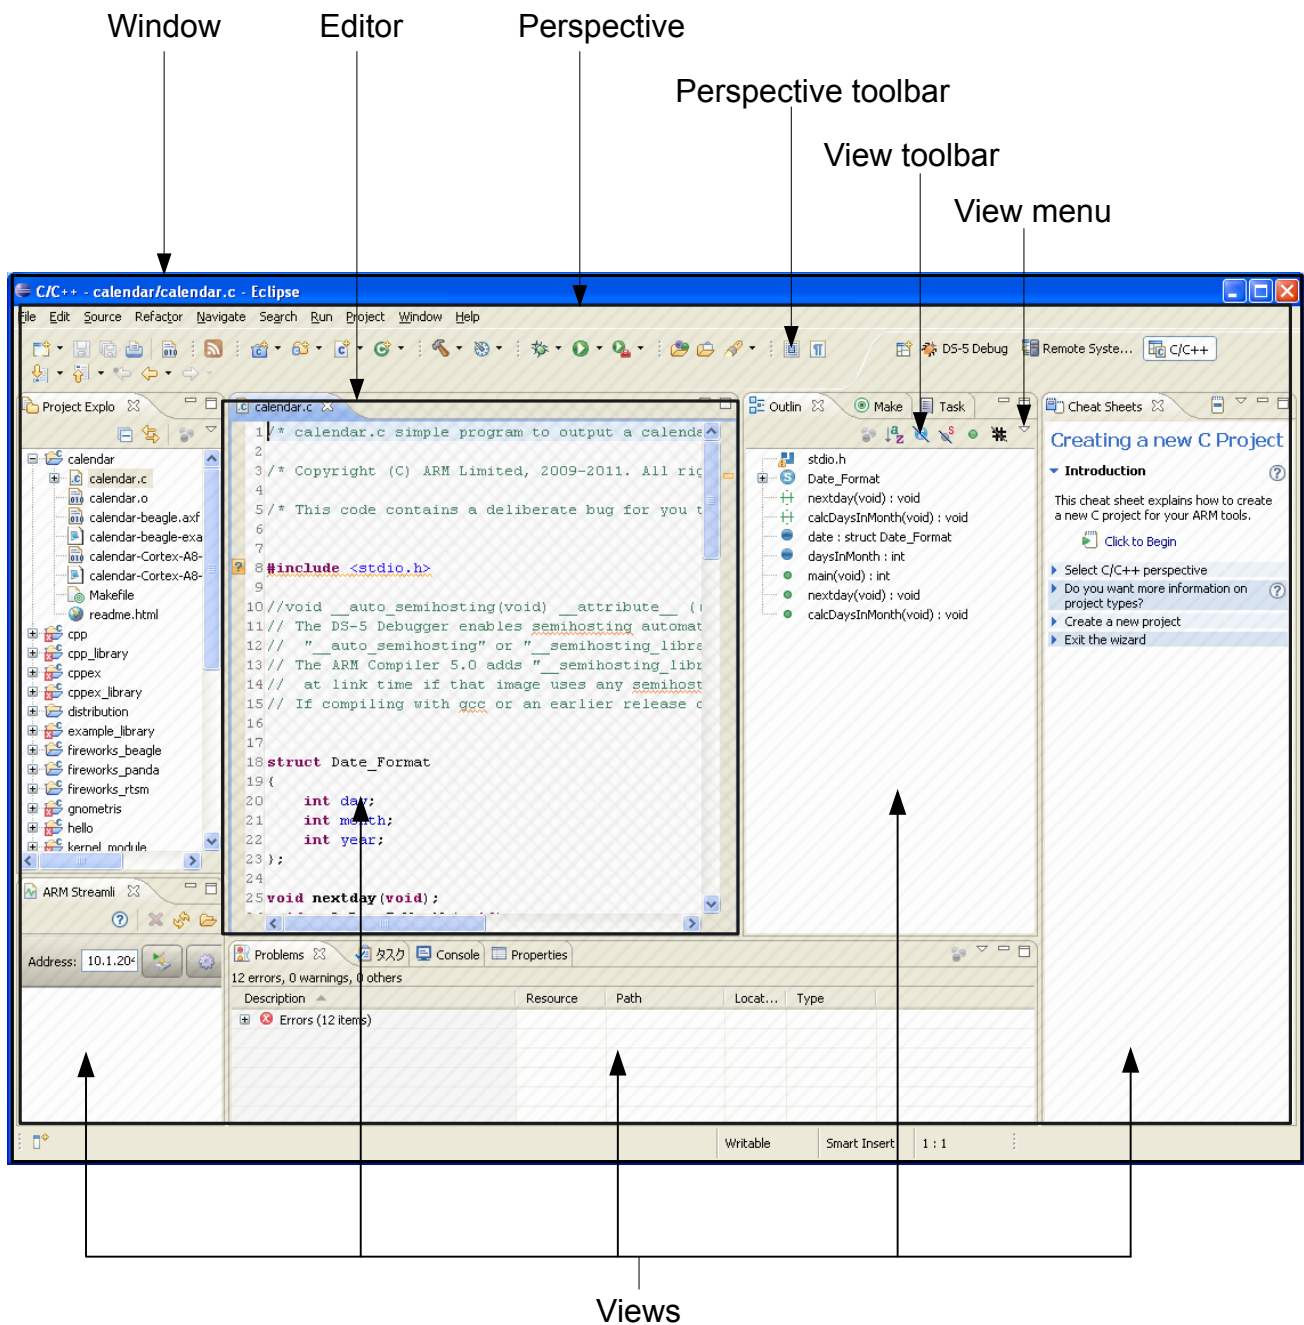 Window
Editor
Perspective
Perspective toolbar
View toolbar
View menu
C/C++ - calendar/calendar.c - Eclipse
File Edit Source Refactor Navigate Search Run Project Window Help
DS-5 Debug
Remote Syste...
C/C++
Project Explo
calendar
calendar.c
calendar.o
calendar-beagle.axf
calendar-beagle-exa
calendar-Cortex-A8-
calendar-Cortex-A8-
Makefile
readme.html
cpp
cpp_library
cppex
cppex_library
distribution
example_library
fireworks_beagle
fireworks_panda
fireworks_rtsm
gnometris
hello
kernel_module
ARM Streamli
Address: 10.1.204
calendar.c
1 /* calendar.c simple program to output a calenda
2
3 /* Copyright (C) ARM Limited, 2009-2011. All rig
4
5 /* This code contains a deliberate bug for you t
6
7
8 #include <stdio.h>
9
10 //void __auto_semihosting(void) __attribute__ ((
11 // The DS-5 Debugger enables semihosting automat
12 // "__auto_semihosting" or "__semihosting_libra
13 // The ARM Compiler 5.0 adds "__semihosting_libr
14 // at link time if that image uses any semihost
15 // If compiling with gcc or an earlier release o
16
17
18 struct Date_Format
19 {
20 int day;
21 int month;
22 int year;
23 };
24
25 void nextday(void);
Outlin
Make
Task
stdio.h
Date_Format
nextday(void) : void
calcDaysInMonth(void) : void
date : struct Date_Format
daysInMonth : int
main(void) : int
nextday(void) : void
calcDaysInMonth(void) : void
Cheat Sheets
Creating a new C Project
Introduction
This cheat sheet explains how to create
a new C project for your ARM tools.
Click to Begin
Select C/C++ perspective
Do you want more information on
project types?
Create a new project
Exit the wizard
Problems
タスク
Console
Properties
12 errors, 0 warnings, 0 others
Description Resource Path Locat... Type
Errors (12 items)
Writable Smart Insert 1 : 1
Views